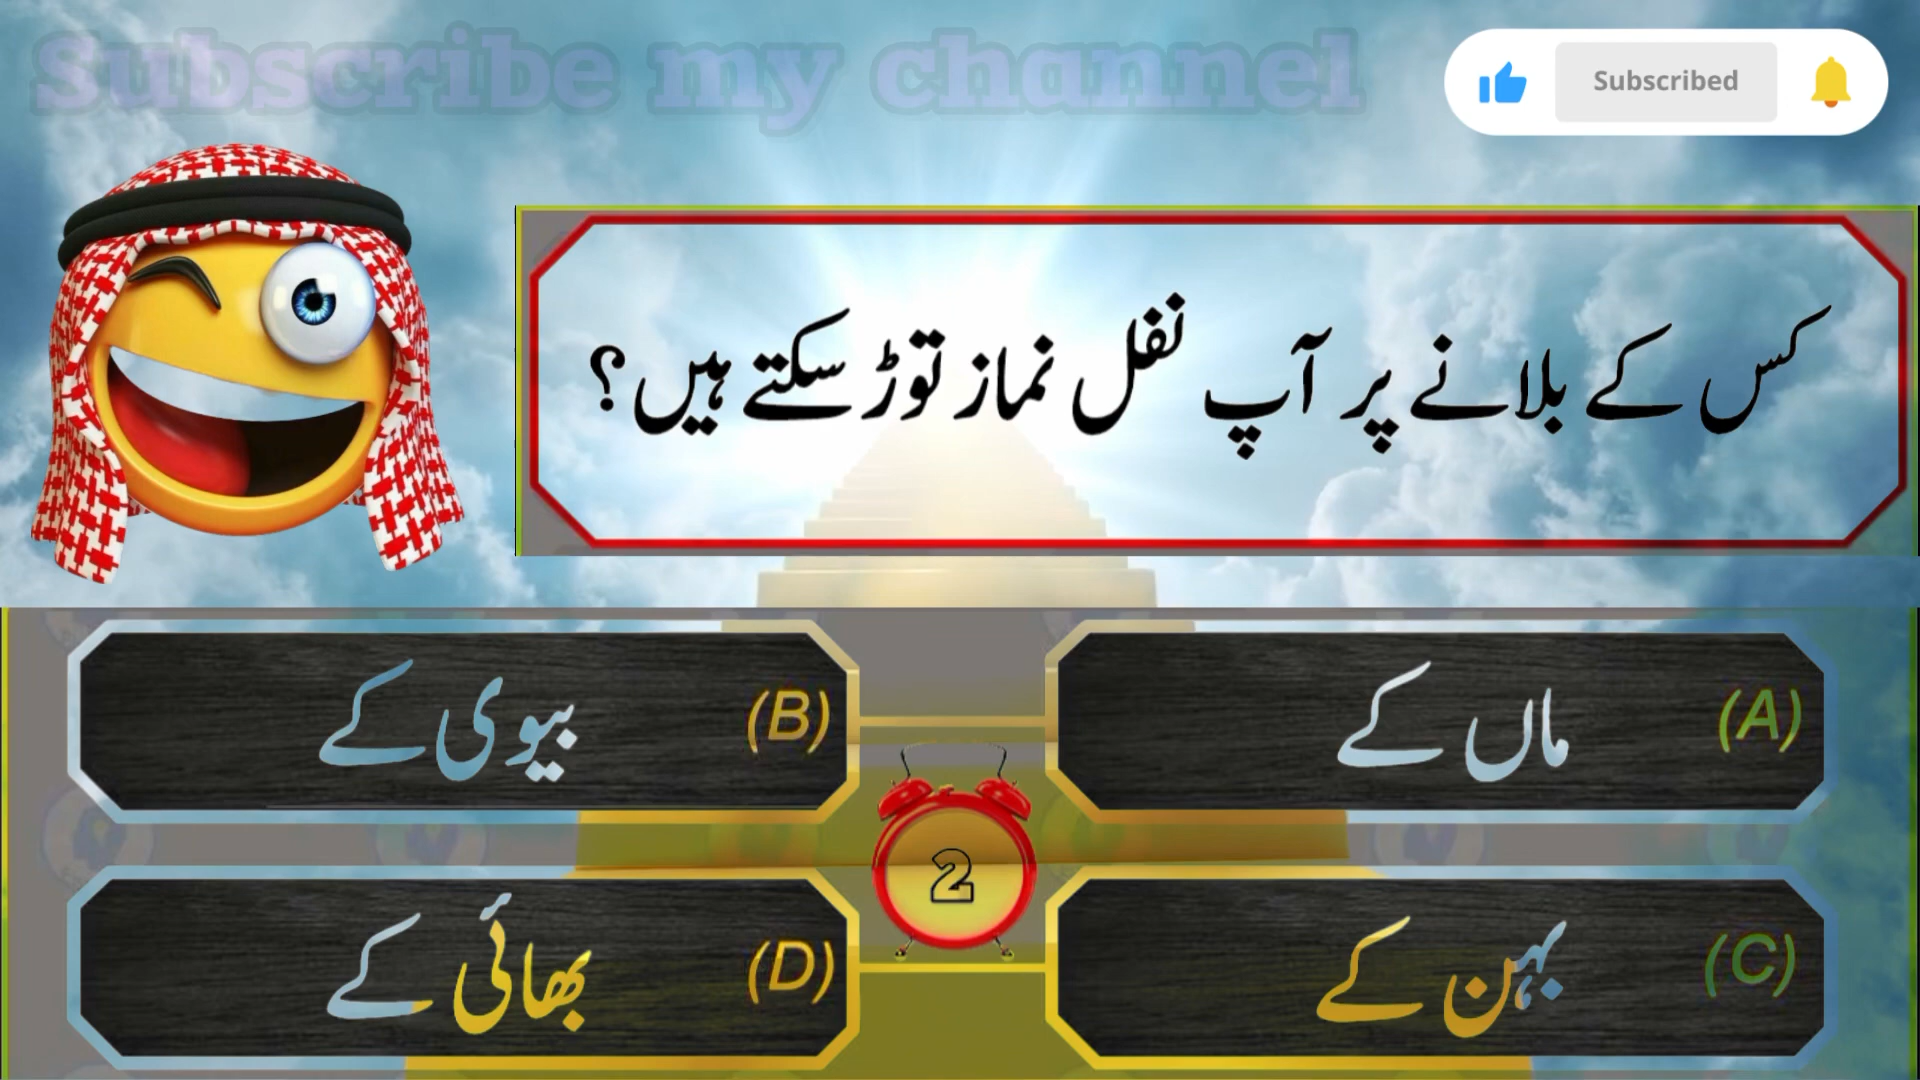 Subscribe my channel
Subscribed
کس کے بلانے پر آپ نفل نماز توڑ سکتے ہیں؟
(A) ماں کے
(B) بیوی کے
(C) بہن کے
(D) بھائی کے
2